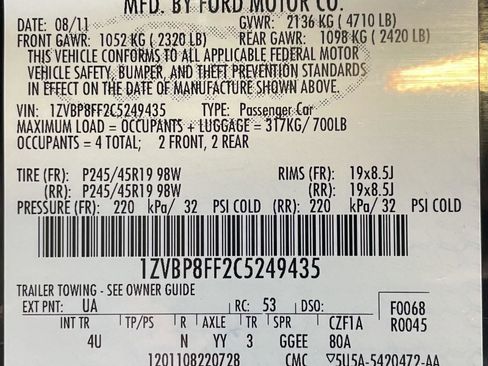 MFD. BY FORD MOTOR CO.
DATE: 08/11 GVWR: 2136 KG ( 4710 LB)
FRONT GAWR: 1052 KG ( 2320 LB) REAR GAWR: 1098 KG ( 2420 LB)
THIS VEHICLE CONFORMS TO ALL APPLICABLE FEDERAL MOTOR
VEHICLE SAFETY, BUMPER, AND THEFT PREVENTION STANDARDS
IN EFFECT ON THE DATE OF MANUFACTURE SHOWN ABOVE.
VIN: 1ZVBP8FF2C5249435 TYPE: Passenger Car
MAXIMUM LOAD = OCCUPANTS + LUGGAGE = 317KG/ 700LB
OCCUPANTS = 4 TOTAL; 2 FRONT, 2 REAR
TIRE (FR): P245/45R19 98W RIMS (FR): 19x8.5J
(RR): P245/45R19 98W (RR): 19x8.5J
PRESSURE (FR): 220 kPa/ 32 PSI COLD (RR): 220 kPa/ 32 PSI COLD
1ZVBP8FF2C5249435
TRAILER TOWING - SEE OWNER GUIDE
EXT PNT: UA RC: 53 DSO: F0068
INT TR TP/PS R AXLE TR SPR CZF1A R0045
4U N YY 3 GGEE 80A
1201108220728 CMC ▽5U5A-5420472-AA